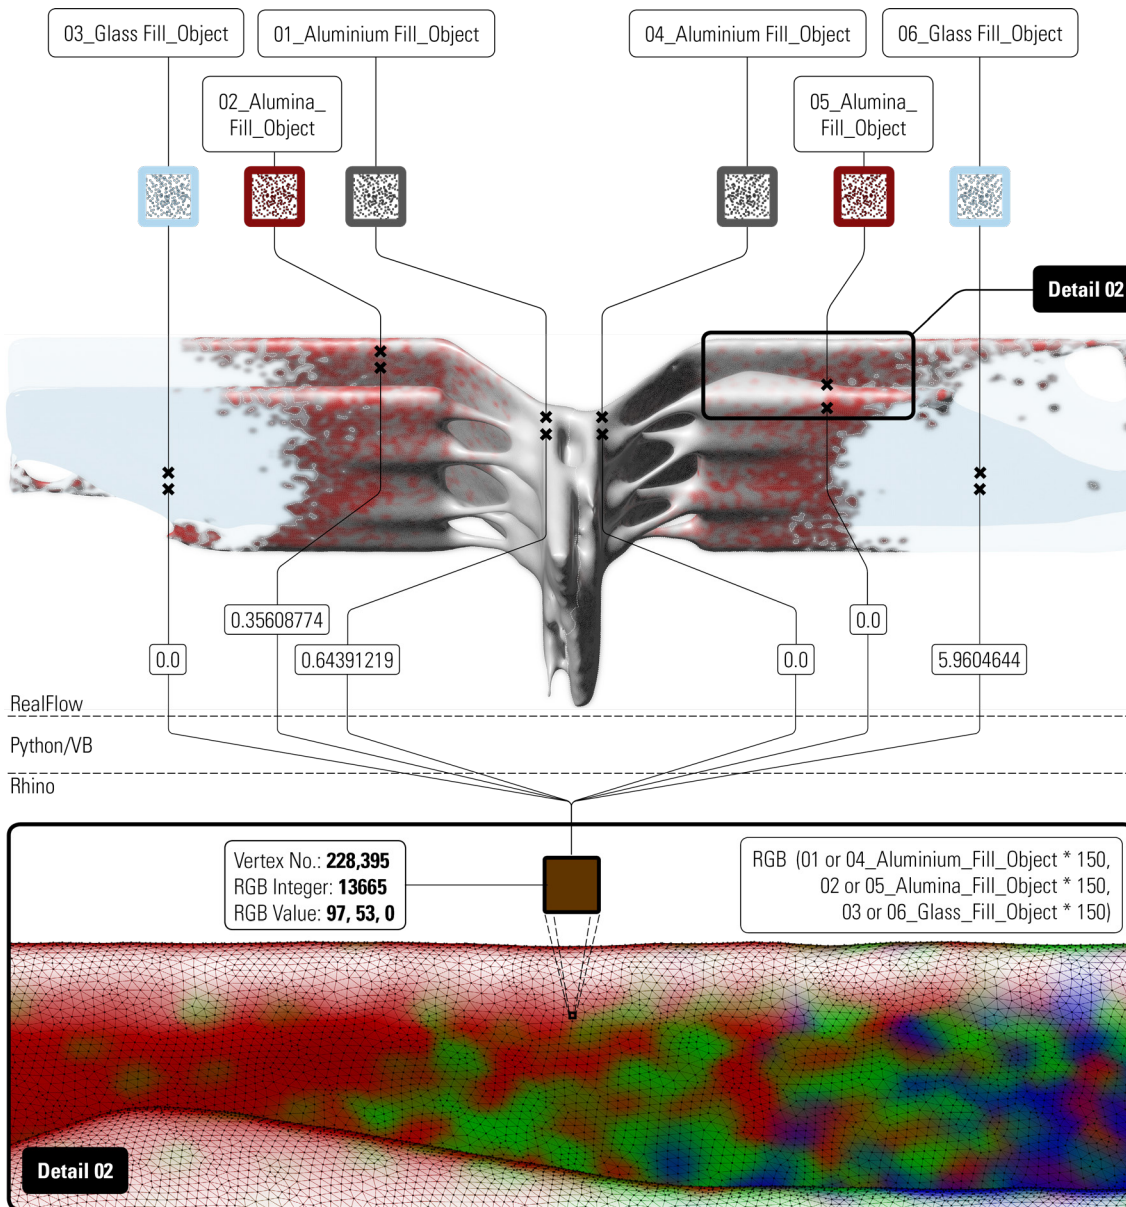 03_Glass Fill_Object
01_Aluminium Fill_Object
04_Aluminium Fill_Object
06_Glass Fill_Object
02_Alumina_
Fill_Object
05_Alumina_
Fill_Object
Detail 02
0.35608774
0.0
0.0
0.64391219
0.0
5.9604644
RealFlow
Python/VB
Rhino
Vertex No.: 228,395
RGB Integer: 13665
RGB Value: 97, 53, 0
RGB (01 or 04_Aluminium_Fill_Object * 150,
02 or 05_Alumina_Fill_Object * 150,
03 or 06_Glass_Fill_Object * 150)
Detail 02